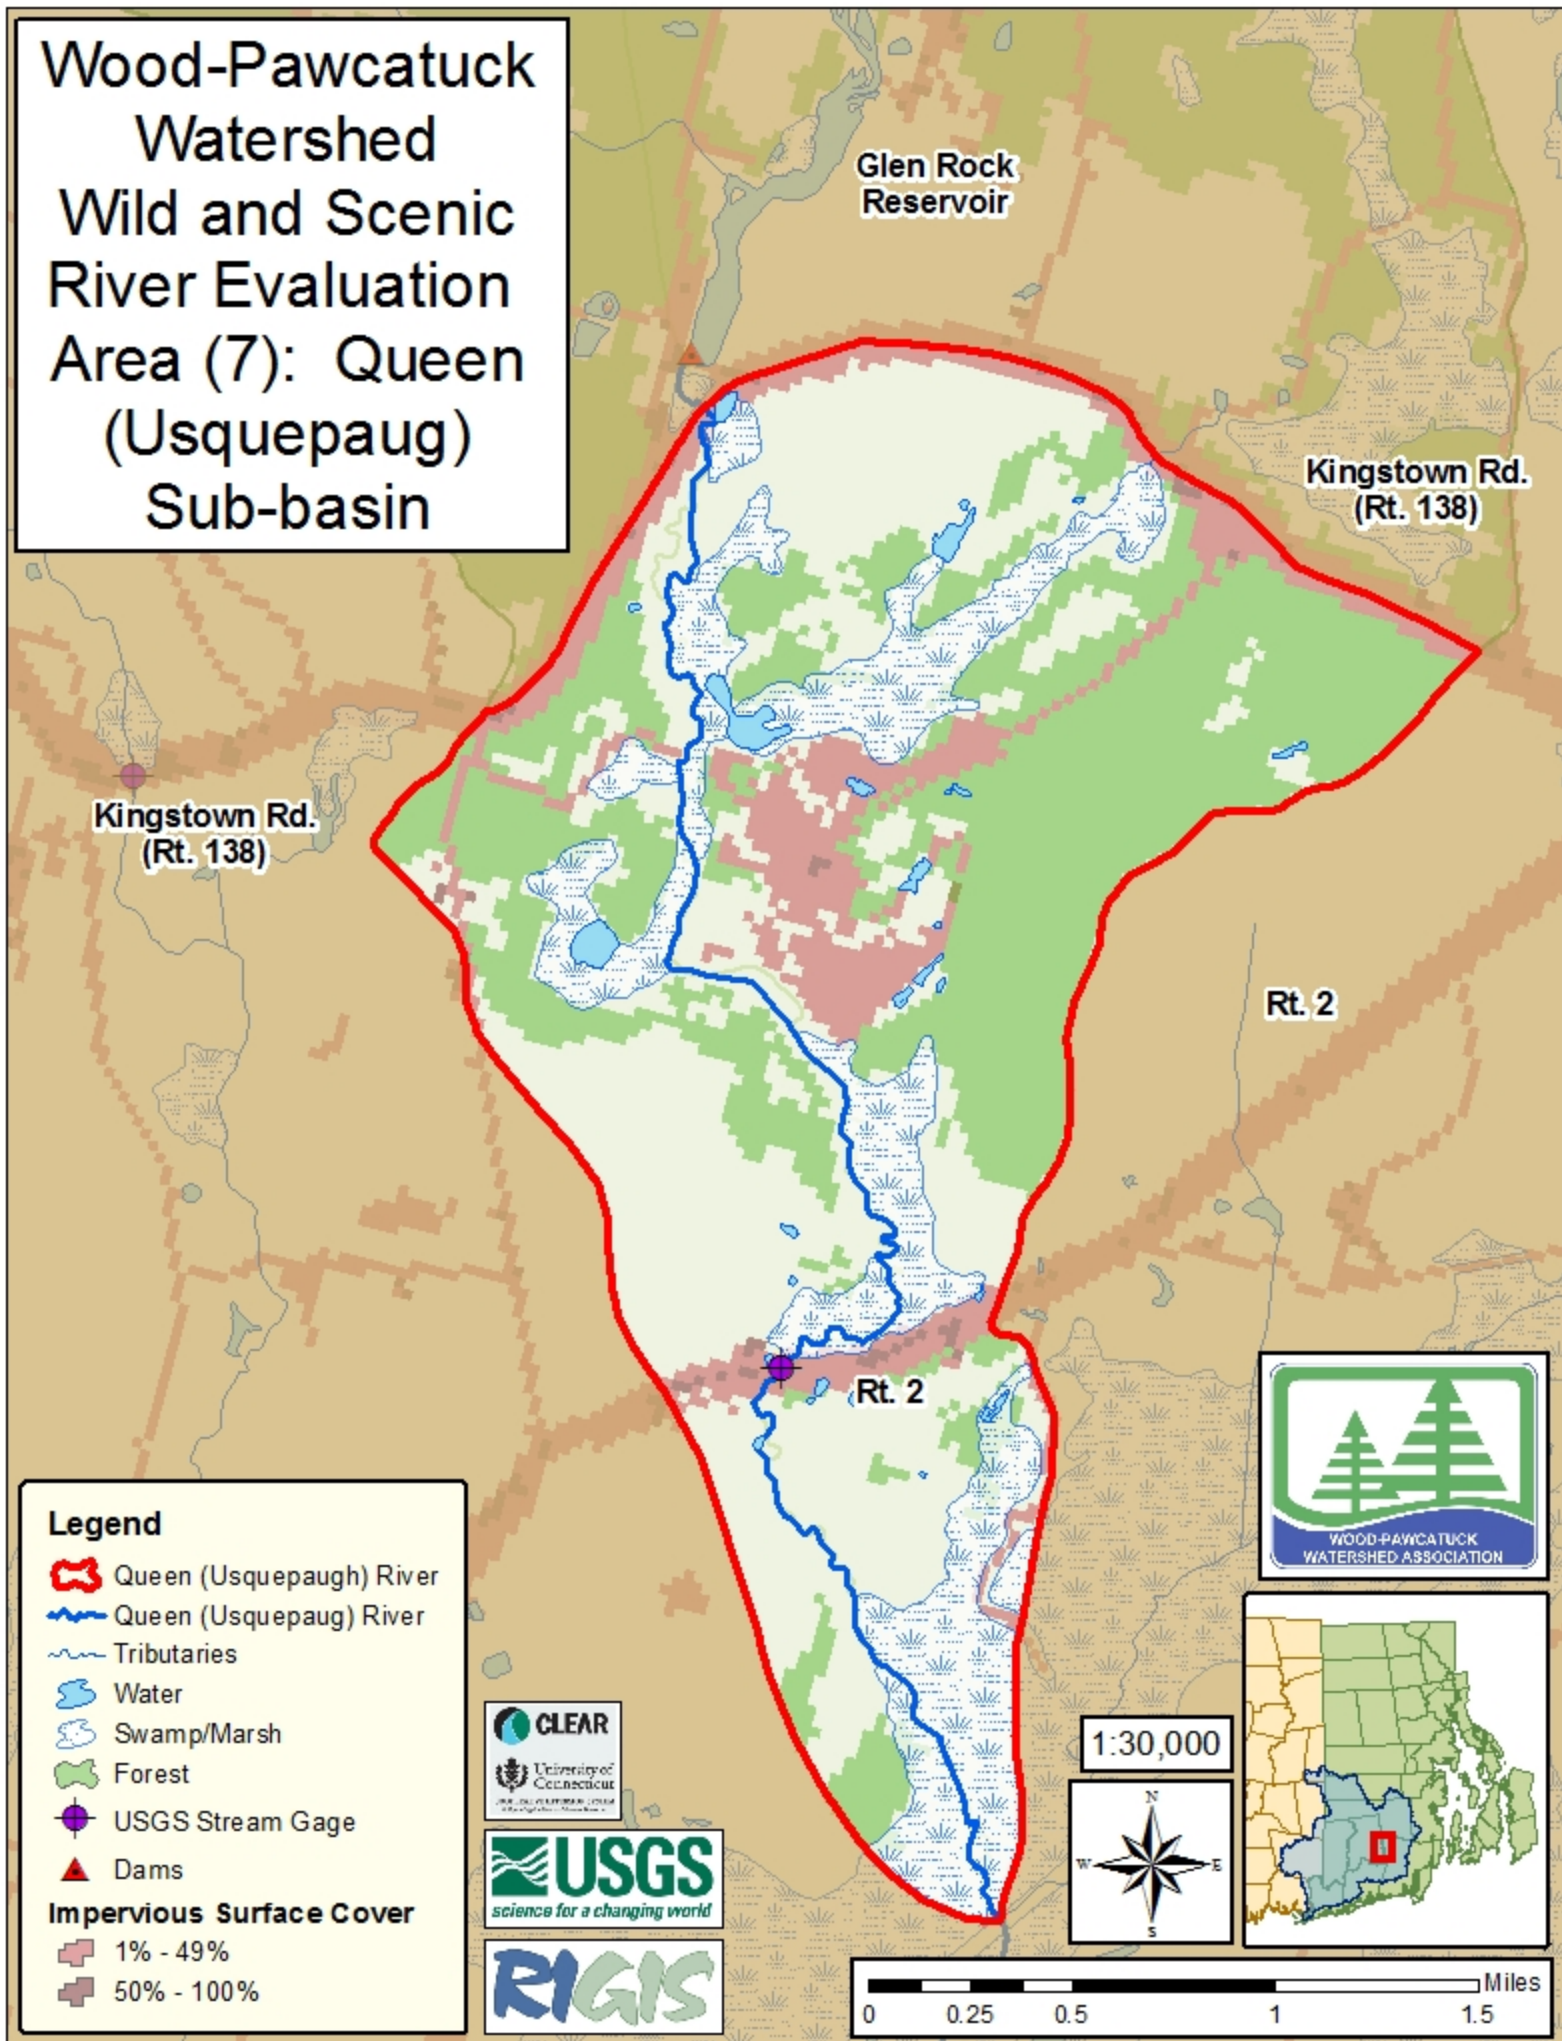 Wood-Pawcatuck
Watershed
Wild and Scenic
River Evaluation
Area (7): Queen
(Usquepaug)
Sub-basin
Glen Rock
Reservoir
Kingstown Rd.
(Rt. 138)
Kingstown Rd.
(Rt. 138)
Rt. 2
Rt. 2
Legend
Queen (Usquepaugh) River
Queen (Usquepaug) River
Tributaries
Water
Swamp/Marsh
Forest
USGS Stream Gage
Dams
Impervious Surface Cover
1% - 49%
50% - 100%
CLEAR
University of
Connecticut
USGS
science for a changing world
RIGIS
WOOD-PAWCATUCK
WATERSHED ASSOCIATION
1:30,000
N
W E
S
Miles
0 0.25 0.5 1 1.5